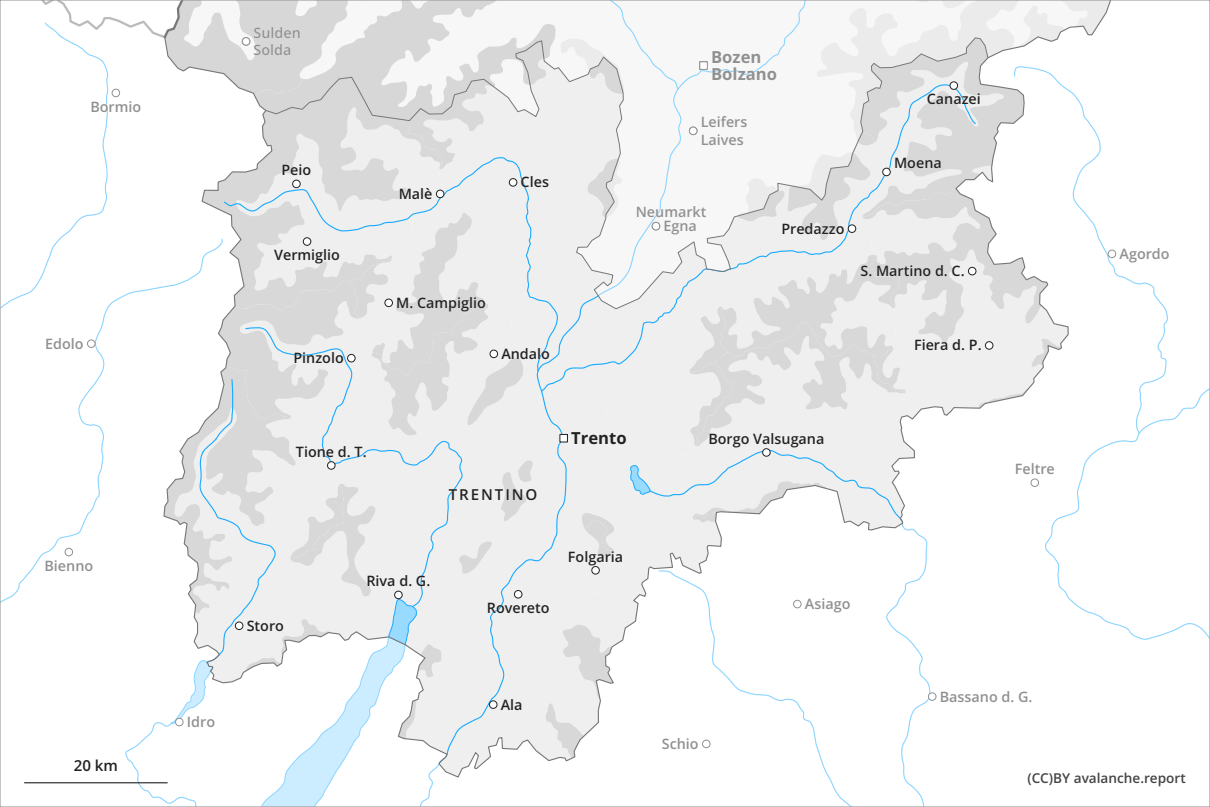 Sulden
Solda
Bozen
Bolzano
Bormio
Canazei
Leifers
Laives
Moena
Peio
Malè
Cles
Neumarkt
Egna
Predazzo
Vermiglio
Agordo
S. Martino d. C.
M. Campiglio
Edolo
Pinzolo
Andalo
Fiera d. P.
Trento
Borgo Valsugana
Tione d. T.
Feltre
TRENTINO
Bienno
Folgaria
Riva d. G.
Rovereto
Asiago
Storo
Bassano d. G.
Ala
Idro
Schio
20 km
(CC)BY avalanche.report